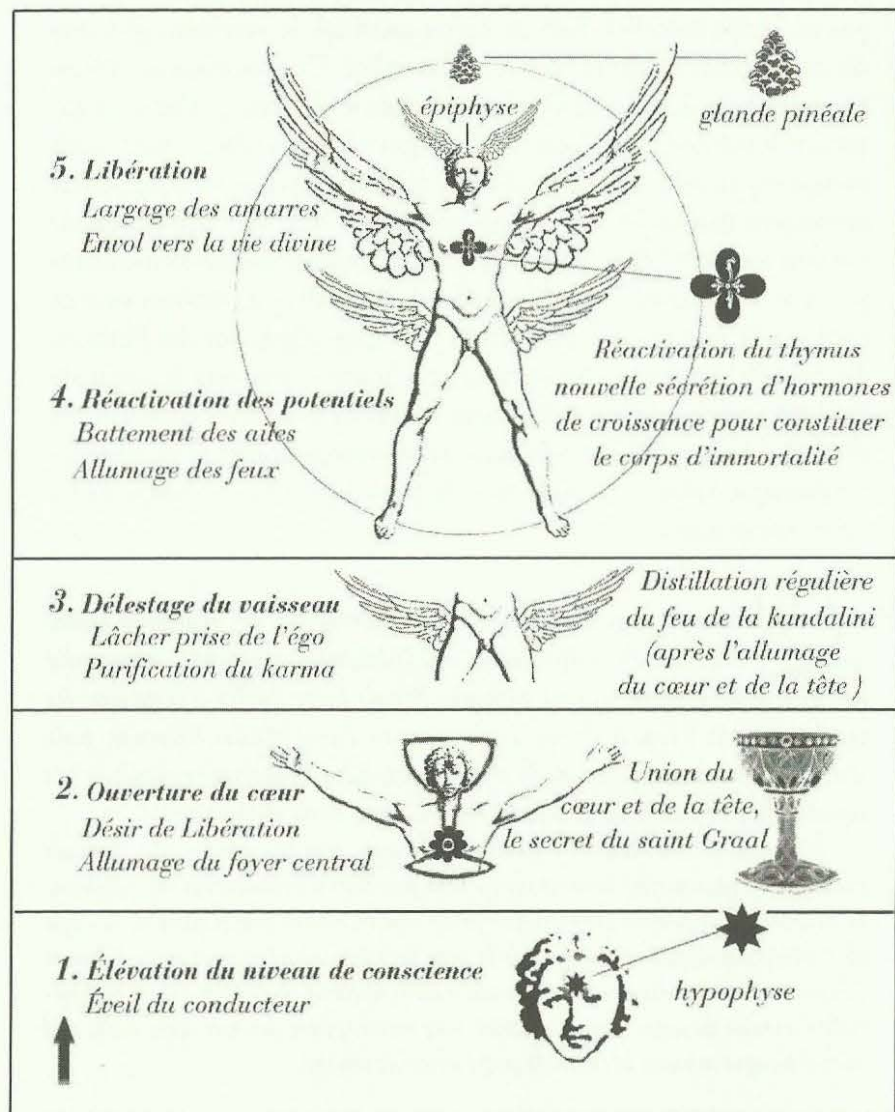 épiphyse
glande pinéale
5. Libération
Largage des amarres
Envol vers la vie divine
4. Réactivation des potentiels
Battement des ailes
Allumage des feux
Réactivation du thymus
nouvelle sécrétion d'hormones
de croissance pour constituer
le corps d'immortalité
3. Délestage du vaisseau
Lâcher prise de l'égo
Purification du karma
Distillation régulière
du feu de la kundalini
(après l'allumage
du cœur et de la tête)
2. Ouverture du cœur
Désir de Libération
Allumage du foyer central
Union du
cœur et de la tête,
le secret du saint Graal
1. Élévation du niveau de conscience
Éveil du conducteur
hypophyse